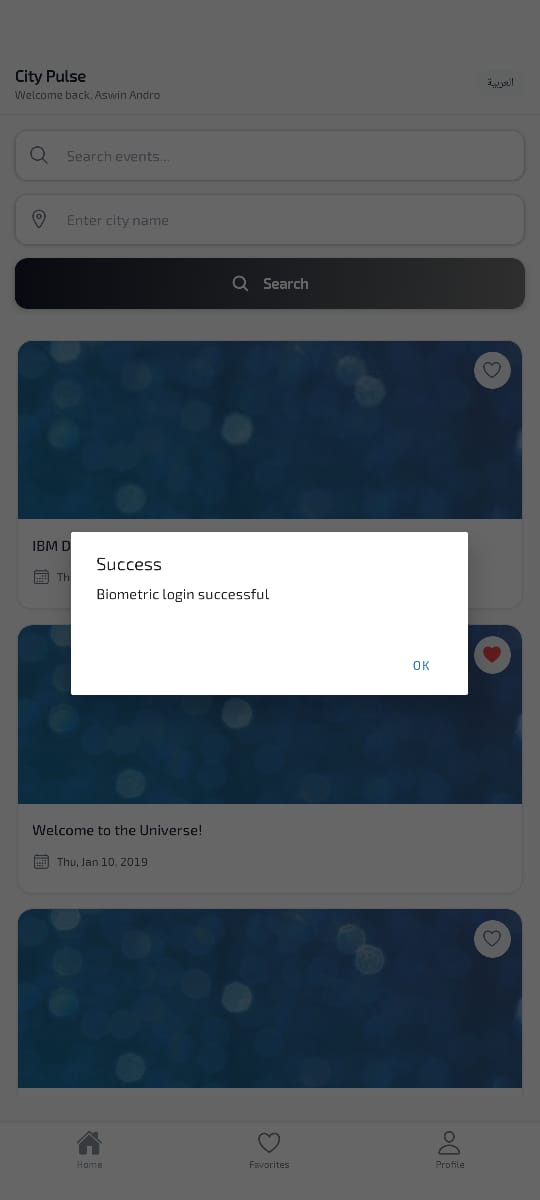 City Pulse
Welcome back, Aswin Andro
العربية
Search events...
Enter city name
Search
IBM D
Th
Success
Biometric login successful
OK
Welcome to the Universe!
Thu, Jan 10, 2019
Home
Favorites
Profile